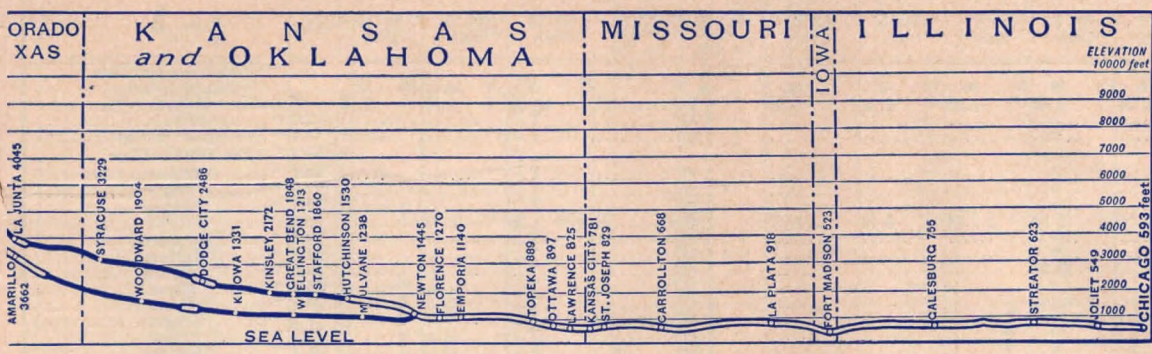 ORADO
XAS
KANSAS
and OKLAHOMA
MISSOURI
IOWA
ILLINOIS
ELEVATION
10000 feet
9000
8000
7000
6000
5000
4000
3000
2000
1000
LA JUNTA 4045
AMARILLO
3662
SYRACUSE 3229
WOODWARD 1904
DODGE CITY 2486
KIOWA 1331
KINSLEY 2172
GREAT BEND 1848
WELLINGTON 1213
STAFFORD 1860
HUTCHINSON 1530
MULVANE 1238
NEWTON 1445
FLORENCE 1270
EMPORIA 1140
TOPEKA 889
OTTAWA 897
LAWRENCE 825
KANSAS CITY 781
ST. JOSEPH 829
CARROLLTON 668
LA PLATA 918
FORT MADISON 523
GALESBURG 755
STREATOR 623
JOLIET 549
CHICAGO 593 feet
SEA LEVEL